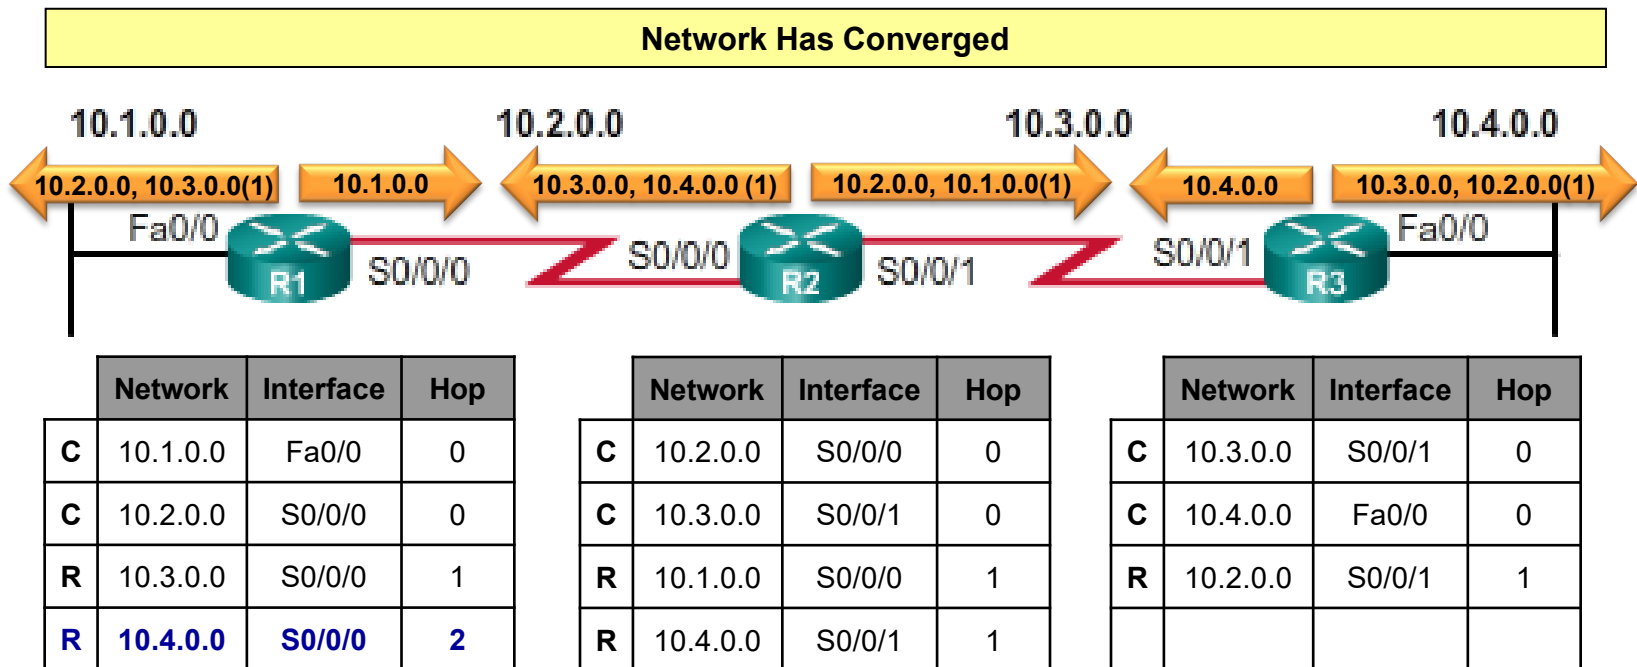 Network Has Converged
10.1.0.0 10.2.0.0 10.3.0.0 10.4.0.0
10.2.0.0, 10.3.0.0(1) 10.1.0.0 10.3.0.0, 10.4.0.0 (1) 10.2.0.0, 10.1.0.0(1) 10.4.0.0 10.3.0.0, 10.2.0.0(1)
Fa0/0 R1 S0/0/0 S0/0/0 R2 S0/0/1 S0/0/1 R3 Fa0/0
Network Interface Hop
C 10.1.0.0 Fa0/0 0
C 10.2.0.0 S0/0/0 0
R 10.3.0.0 S0/0/0 1
R 10.4.0.0 S0/0/0 2
Network Interface Hop
C 10.2.0.0 S0/0/0 0
C 10.3.0.0 S0/0/1 0
R 10.1.0.0 S0/0/0 1
R 10.4.0.0 S0/0/1 1
Network Interface Hop
C 10.3.0.0 S0/0/1 0
C 10.4.0.0 Fa0/0 0
R 10.2.0.0 S0/0/1 1